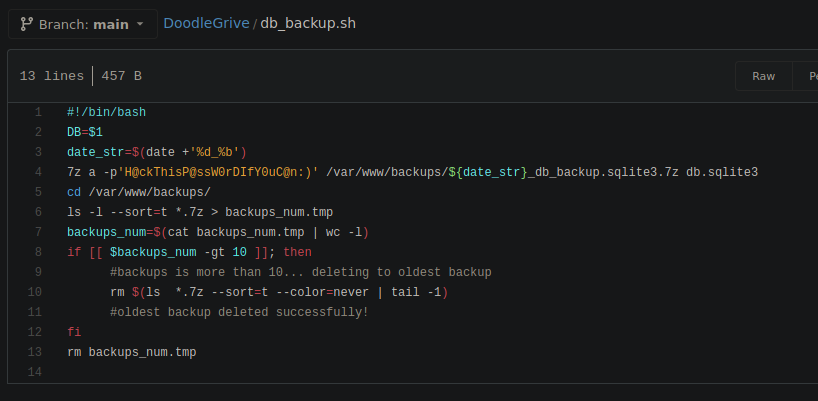 Branch: main DoodleGrive / db_backup.sh
13 lines 457 B Raw
1 #!/bin/bash
2 DB=$1
3 date_str=$(date +'%d_%b')
4 7z a -p'H@ckThisP@ssW0rDIfY0uC@n:)' /var/www/backups/${date_str}_db_backup.sqlite3.7z db.sqlite3
5 cd /var/www/backups/
6 ls -l --sort=t *.7z > backups_num.tmp
7 backups_num=$(cat backups_num.tmp | wc -l)
8 if [[ $backups_num -gt 10 ]]; then
9 #backups is more than 10... deleting to oldest backup
10 rm $(ls  *.7z --sort=t --color=never | tail -1)
11 #oldest backup deleted successfully!
12 fi
13 rm backups_num.tmp
14